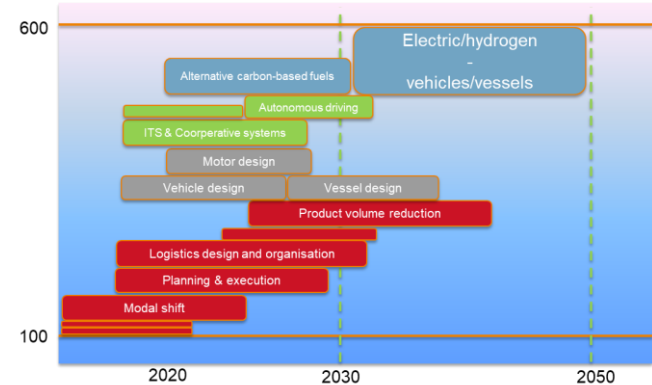 600
Electric/hydrogen
-
vehicles/vessels
Alternative carbon-based fuels
Autonomous driving
ITS & Coorperative systems
Motor design
Vehicle design
Vessel design
Product volume reduction
Logistics design and organisation
Planning & execution
Modal shift
100
2020
2030
2050